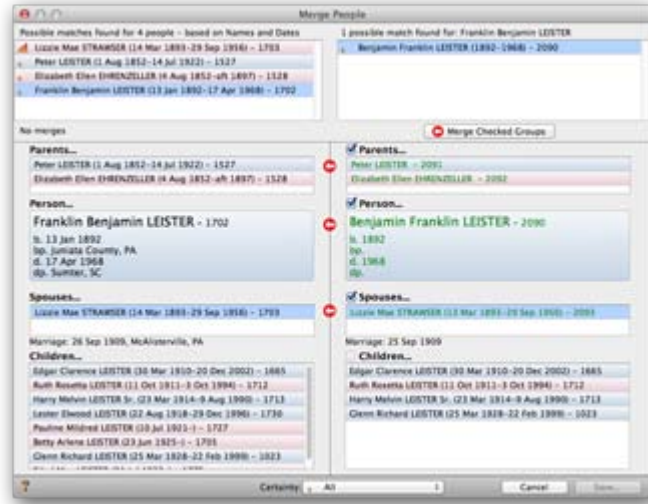 Merge People
Possible matches found for 4 people - based on Names and Dates
Lizzie Mae STRAWSER (14 Mar 1893-29 Sep 1956) - 1703
Peter LEISTER (1 Aug 1852-14 Jul 1922) - 1527
Elizabeth Ellen EHRENZELLER (4 Aug 1852-aft 1897) - 1528
Franklin Benjamin LEISTER (13 Jan 1892-17 Apr 1968) - 1702
1 possible match found for: Franklin Benjamin LEISTER
Benjamin Franklin LEISTER (1892-1968) - 2090
No merges
Merge Checked Groups
Parents...
Peter LEISTER (1 Aug 1852-14 Jul 1922) - 1527
Elizabeth Ellen EHRENZELLER (4 Aug 1852-aft 1897) - 1528
Parents...
Peter LEISTER - 2091
Elizabeth Ellen EHRENZELLER - 2092
Person...
Franklin Benjamin LEISTER - 1702
b. 13 Jan 1892
bp. Juniata County, PA
d. 17 Apr 1968
dp. Sumter, SC
Person...
Benjamin Franklin LEISTER - 2090
b. 1892
bp.
d. 1968
dp.
Spouses...
Lizzie Mae STRAWSER (14 Mar 1893-29 Sep 1956) - 1703
Marriage: 26 Sep 1909, McAlisterville, PA
Spouses...
Lizzie Mae STRAWSER (13 Mar 1893-29 Sep 1956) - 2093
Marriage: 25 Sep 1909
Children...
Edgar Clarence LEISTER (30 Mar 1910-20 Dec 2002) - 1665
Ruth Rosetta LEISTER (11 Oct 1911-3 Oct 1994) - 1712
Harry Melvin LEISTER Sr. (23 Mar 1914-9 Aug 1990) - 1713
Lester Elwood LEISTER (22 Aug 1918-29 Dec 1996) - 1730
Pauline Mildred LEISTER (10 Jul 1921-) - 1727
Betty Arlene LEISTER (23 Jun 1925-) - 1705
Glenn Richard LEISTER (25 Mar 1928-22 Feb 1999) - 1023
Children...
Edgar Clarence LEISTER (30 Mar 1910-20 Dec 2002) - 1665
Ruth Rosetta LEISTER (11 Oct 1911-3 Oct 1994) - 1712
Harry Melvin LEISTER Sr. (23 Mar 1914-9 Aug 1990) - 1713
Glenn Richard LEISTER (25 Mar 1928-22 Feb 1999) - 1023
?
Certainty:
All
Cancel
Save...